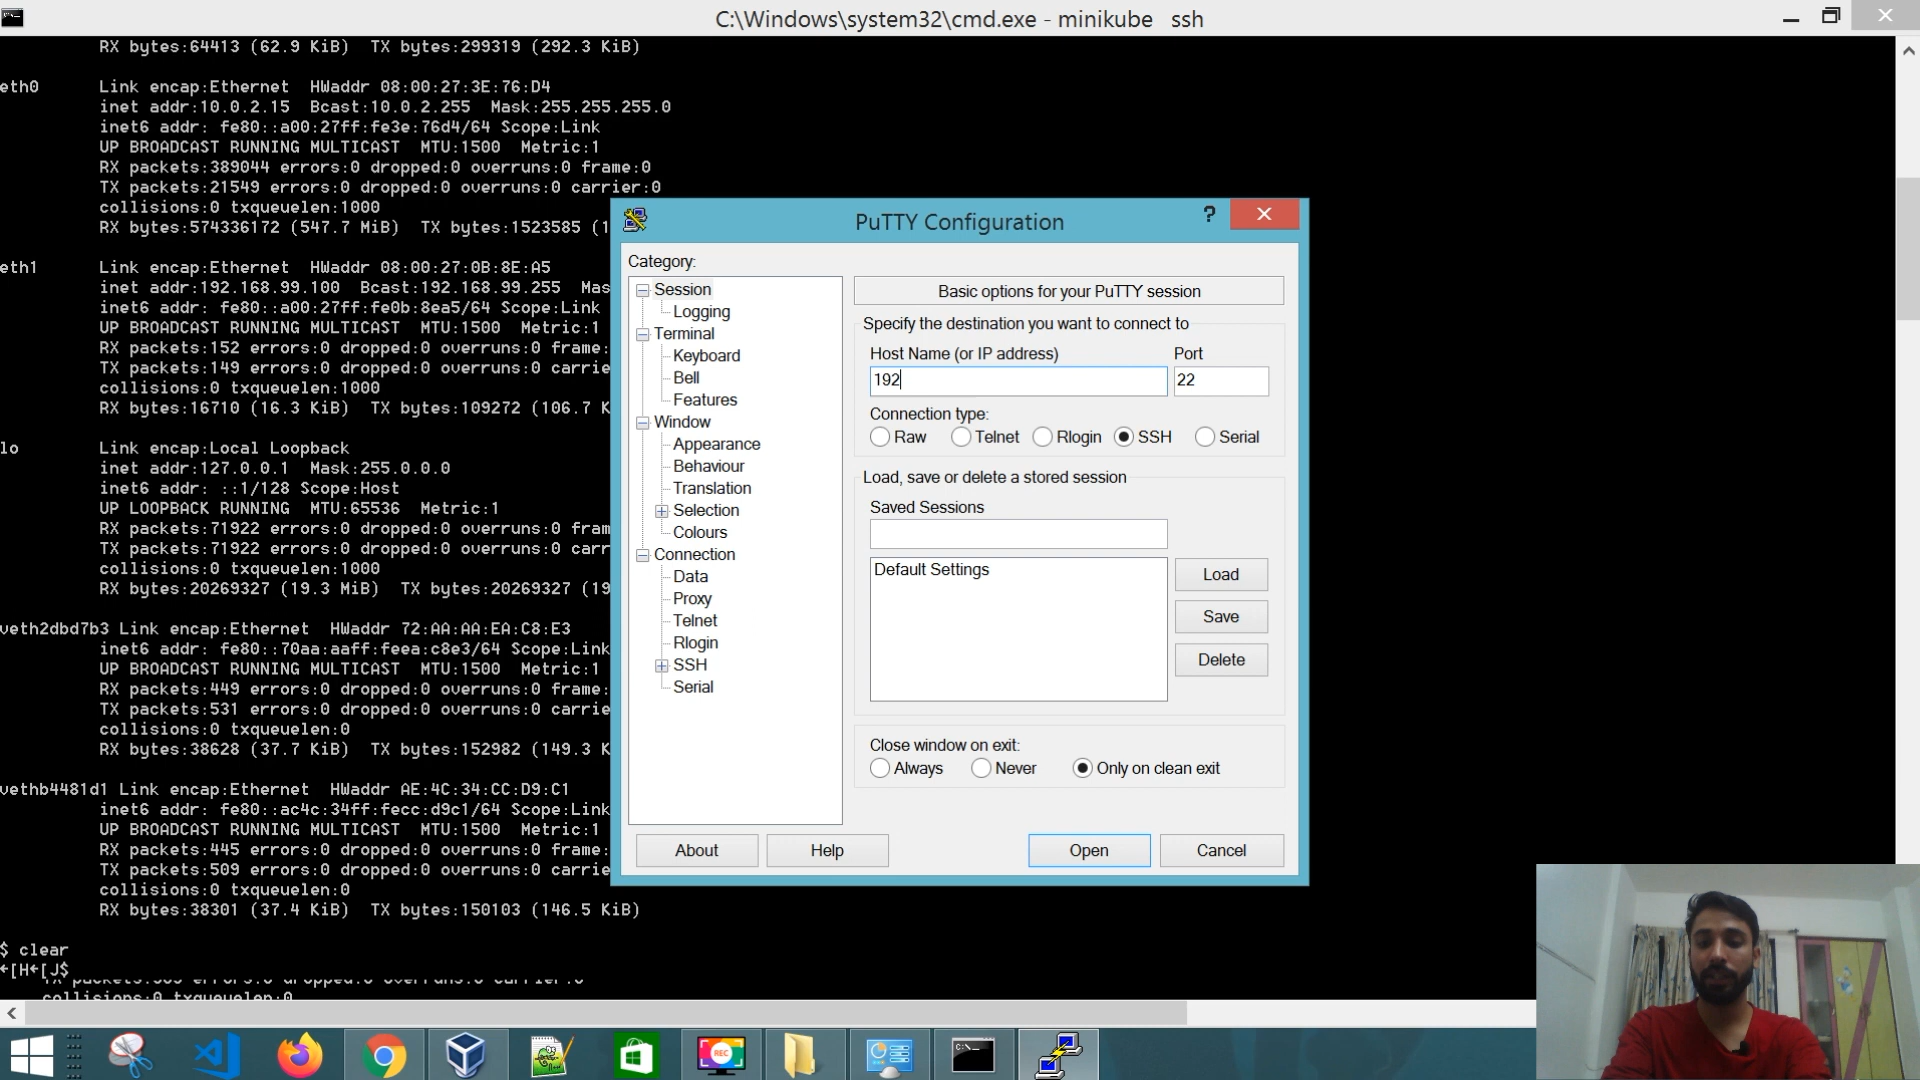 C:\Windows\system32\cmd.exe - minikube  ssh
RX bytes:64413 (62.9 KiB)  TX bytes:299319 (292.3 KiB)
eth0      Link encap:Ethernet  HWaddr 08:00:27:3E:76:D4
inet addr:10.0.2.15  Bcast:10.0.2.255  Mask:255.255.255.0
inet6 addr: fe80::a00:27ff:fe3e:76d4/64 Scope:Link
UP BROADCAST RUNNING MULTICAST  MTU:1500  Metric:1
RX packets:389044 errors:0 dropped:0 overruns:0 frame:0
TX packets:21549 errors:0 dropped:0 overruns:0 carrier:0
collisions:0 txqueuelen:1000
RX bytes:574336172 (547.7 MiB)  TX bytes:1523585 (1
eth1      Link encap:Ethernet  HWaddr 08:00:27:0B:8E:A5
inet addr:192.168.99.100  Bcast:192.168.99.255  Mas
inet6 addr: fe80::a00:27ff:fe0b:8ea5/64 Scope:Link
UP BROADCAST RUNNING MULTICAST  MTU:1500  Metric:1
RX packets:152 errors:0 dropped:0 overruns:0 frame:
TX packets:149 errors:0 dropped:0 overruns:0 carrie
collisions:0 txqueuelen:1000
RX bytes:16710 (16.3 KiB)  TX bytes:109272 (106.7 K
lo        Link encap:Local Loopback
inet addr:127.0.0.1  Mask:255.0.0.0
inet6 addr: ::1/128 Scope:Host
UP LOOPBACK RUNNING  MTU:65536  Metric:1
RX packets:71922 errors:0 dropped:0 overruns:0 fram
TX packets:71922 errors:0 dropped:0 overruns:0 carr
collisions:0 txqueuelen:1000
RX bytes:20269327 (19.3 MiB)  TX bytes:20269327 (19
veth2dbd7b3 Link encap:Ethernet  HWaddr 72:AA:AA:EA:C8:E3
inet6 addr: fe80::70aa:aaff:feea:c8e3/64 Scope:Link
UP BROADCAST RUNNING MULTICAST  MTU:1500  Metric:1
RX packets:449 errors:0 dropped:0 overruns:0 frame:
TX packets:531 errors:0 dropped:0 overruns:0 carrie
collisions:0 txqueuelen:0
RX bytes:38628 (37.7 KiB)  TX bytes:152982 (149.3 K
vethb4481d1 Link encap:Ethernet  HWaddr AE:4C:34:CC:D9:C1
inet6 addr: fe80::ac4c:34ff:fecc:d9c1/64 Scope:Link
UP BROADCAST RUNNING MULTICAST  MTU:1500  Metric:1
RX packets:445 errors:0 dropped:0 overruns:0 frame:
TX packets:509 errors:0 dropped:0 overruns:0 carrie
collisions:0 txqueuelen:0
RX bytes:38301 (37.4 KiB)  TX bytes:150103 (146.5 KiB)
$ clear
←[H←[J$
TX packets:509 errors:0 dropped:0 overruns:0 carrier:0
collisions:0 txqueuelen:0
PuTTY Configuration
?
Category:
Session
Logging
Terminal
Keyboard
Bell
Features
Window
Appearance
Behaviour
Translation
Selection
Colours
Connection
Data
Proxy
Telnet
Rlogin
SSH
Serial
Basic options for your PuTTY session
Specify the destination you want to connect to
Host Name (or IP address)  Port
192  22
Connection type:
Raw  Telnet  Rlogin  SSH  Serial
Load, save or delete a stored session
Saved Sessions
Default Settings
Load
Save
Delete
Close window on exit:
Always  Never  Only on clean exit
About  Help  Open  Cancel
REC
C:\